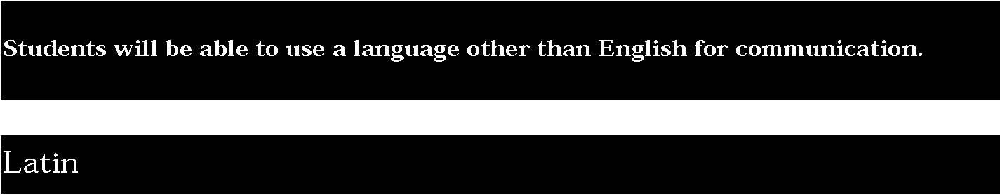 Students will be able to use a language other than English for communication.
Latin